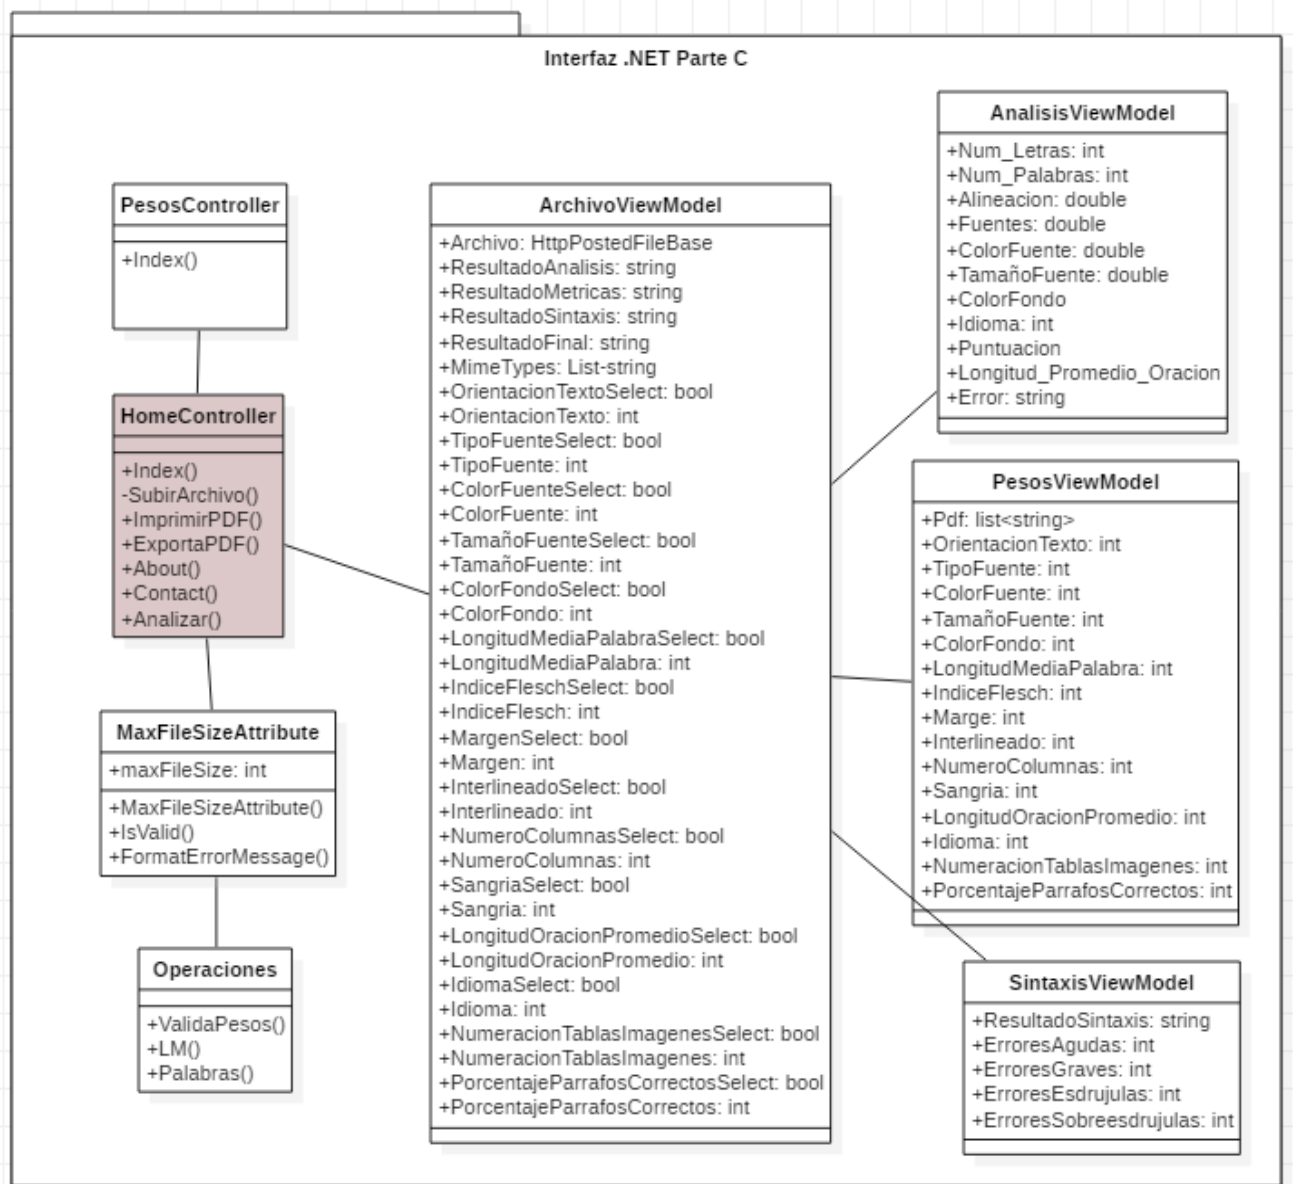 Interfaz .NET Parte C
PesosController
+Index()
HomeController
+Index()
-SubirArchivo()
+ImprimirPDF()
+ExportaPDF()
+About()
+Contact()
+Analizar()
MaxFileSizeAttribute
+maxFileSize: int
+MaxFileSizeAttribute()
+IsValid()
+FormatErrorMessage()
Operaciones
+ValidaPesos()
+LM()
+Palabras()
ArchivoViewModel
+Archivo: HttpPostedFileBase
+ResultadoAnalisis: string
+ResultadoMetricas: string
+ResultadoSintaxis: string
+ResultadoFinal: string
+MimeTypes: List-string
+OrientacionTextoSelect: bool
+OrientacionTexto: int
+TipoFuenteSelect: bool
+TipoFuente: int
+ColorFuenteSelect: bool
+ColorFuente: int
+TamañoFuenteSelect: bool
+TamañoFuente: int
+ColorFondoSelect: bool
+ColorFondo: int
+LongitudMediaPalabraSelect: bool
+LongitudMediaPalabra: int
+IndiceFleschSelect: bool
+IndiceFlesch: int
+MargenSelect: bool
+Margen: int
+InterlineadoSelect: bool
+Interlineado: int
+NumeroColumnasSelect: bool
+NumeroColumnas: int
+SangriaSelect: bool
+Sangria: int
+LongitudOracionPromedioSelect: bool
+LongitudOracionPromedio: int
+IdiomaSelect: bool
+Idioma: int
+NumeracionTablasImagenesSelect: bool
+NumeracionTablasImagenes: int
+PorcentajeParrafosCorrectosSelect: bool
+PorcentajeParrafosCorrectos: int
AnalisisViewModel
+Num_Letras: int
+Num_Palabras: int
+Alineacion: double
+Fuentes: double
+ColorFuente: double
+TamañoFuente: double
+ColorFondo
+Idioma: int
+Puntuacion
+Longitud_Promedio_Oracion
+Error: string
PesosViewModel
+Pdf: list<string>
+OrientacionTexto: int
+TipoFuente: int
+ColorFuente: int
+TamañoFuente: int
+ColorFondo: int
+LongitudMediaPalabra: int
+IndiceFlesch: int
+Marge: int
+Interlineado: int
+NumeroColumnas: int
+Sangria: int
+LongitudOracionPromedio: int
+Idioma: int
+NumeracionTablasImagenes: int
+PorcentajeParrafosCorrectos: int
SintaxisViewModel
+ResultadoSintaxis: string
+ErroresAgudas: int
+ErroresGraves: int
+ErroresEsdrujulas: int
+ErroresSobreesdrujulas: int